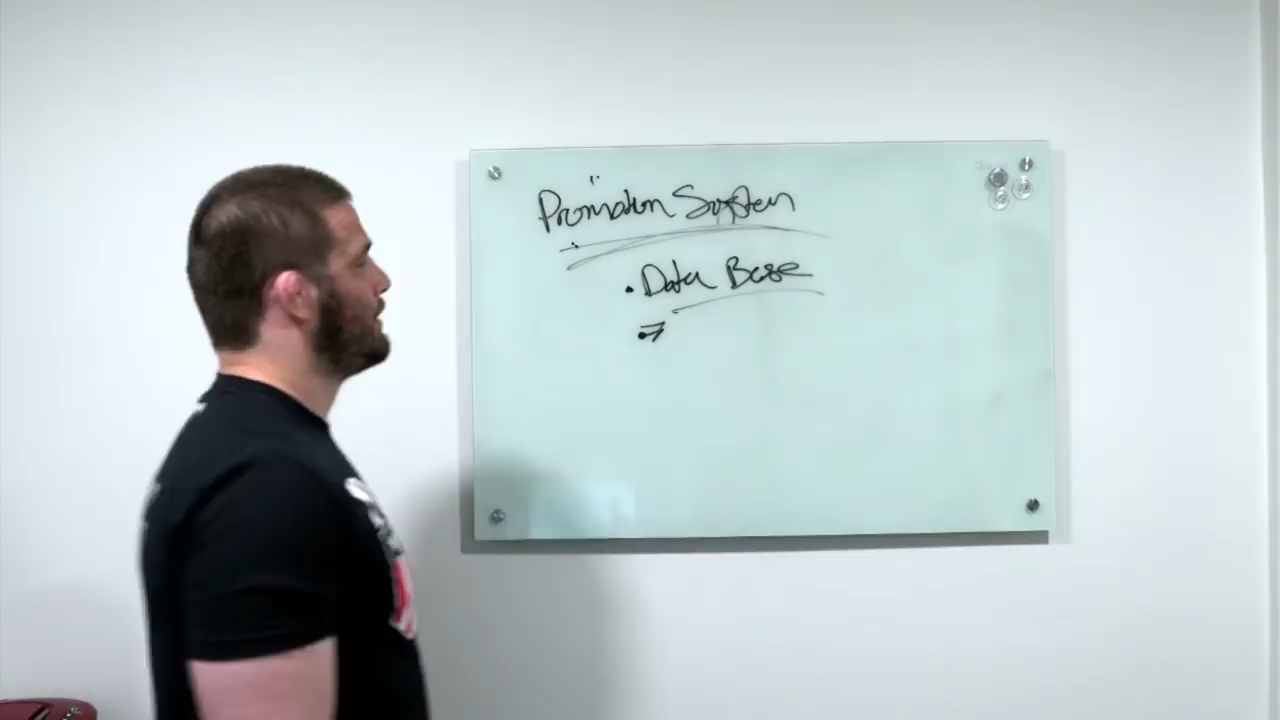 Promotion System
• Data Base